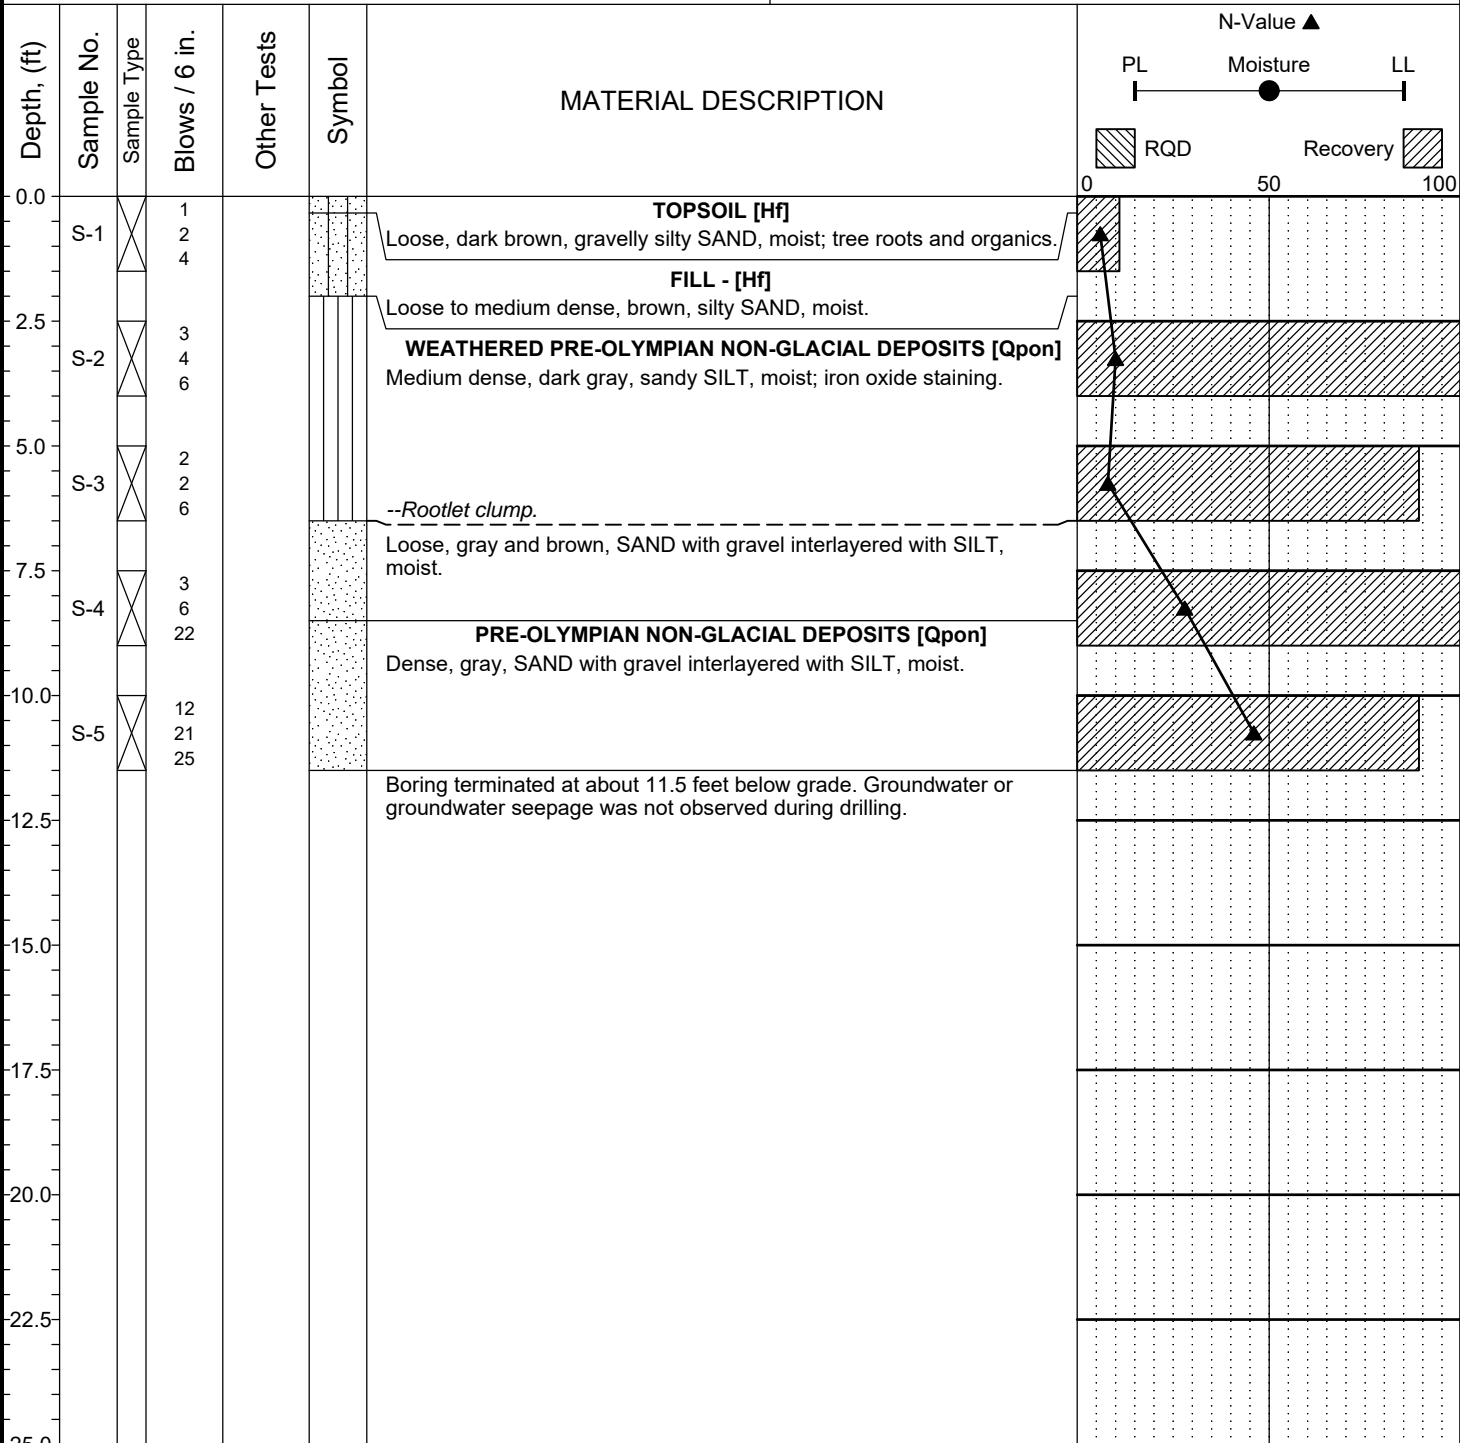 Depth, (ft)
Sample No.
Sample Type
Blows / 6 in.
Other Tests
Symbol
MATERIAL DESCRIPTION
N-Value ▲
PL Moisture LL
RQD Recovery
0 50 100
0.0
S-1
1
2
4
TOPSOIL [Hf]
Loose, dark brown, gravelly silty SAND, moist; tree roots and organics.
FILL - [Hf]
Loose to medium dense, brown, silty SAND, moist.
2.5
S-2
3
4
6
WEATHERED PRE-OLYMPIAN NON-GLACIAL DEPOSITS [Qpon]
Medium dense, dark gray, sandy SILT, moist; iron oxide staining.
5.0
S-3
2
2
6
--Rootlet clump.
Loose, gray and brown, SAND with gravel interlayered with SILT,
moist.
7.5
S-4
3
6
22
PRE-OLYMPIAN NON-GLACIAL DEPOSITS [Qpon]
Dense, gray, SAND with gravel interlayered with SILT, moist.
10.0
S-5
12
21
25
Boring terminated at about 11.5 feet below grade. Groundwater or
groundwater seepage was not observed during drilling.
12.5
15.0
17.5
20.0
22.5
25.0